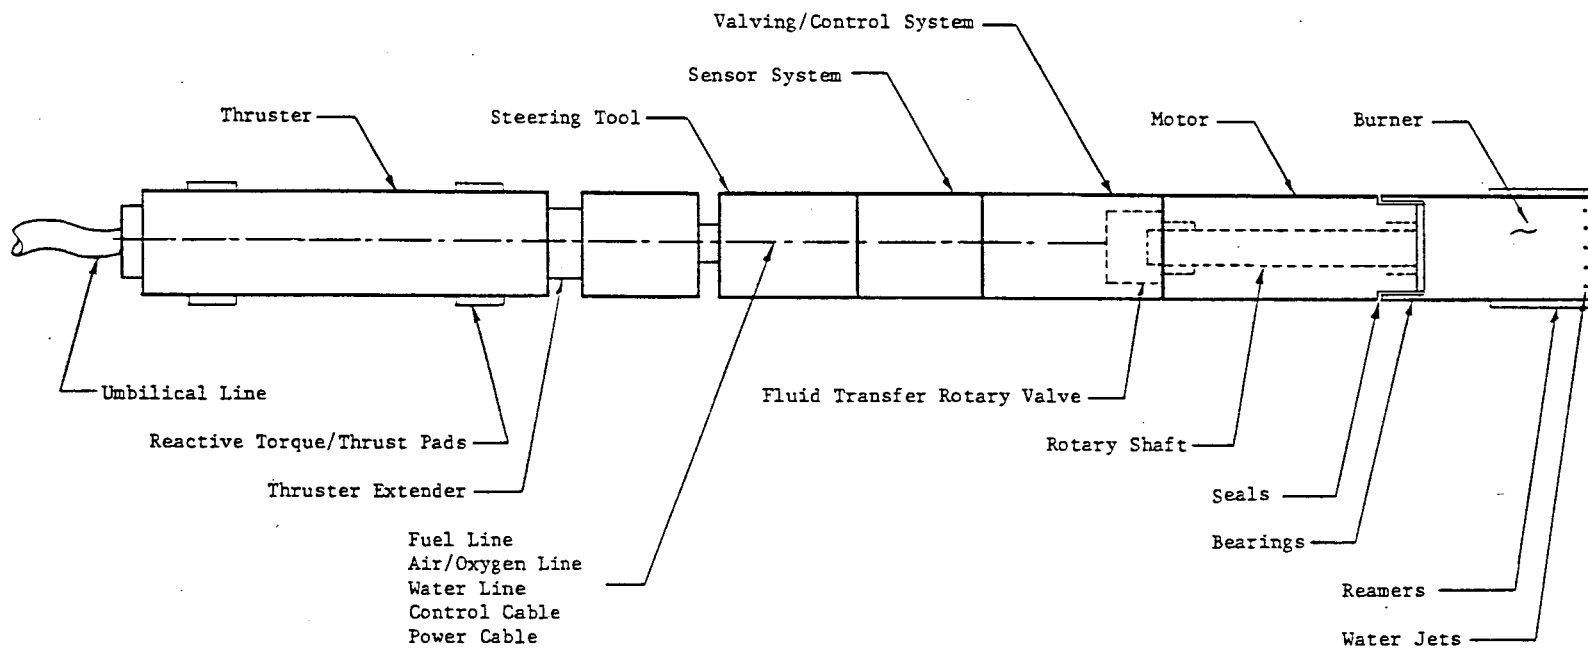 Valving/Control System
Sensor System
Thruster
Steering Tool
Motor
Burner
Umbilical Line
Fluid Transfer Rotary Valve
Reactive Torque/Thrust Pads
Rotary Shaft
Thruster Extender
Seals
Fuel Line
Air/Oxygen Line
Water Line
Control Cable
Power Cable
Bearings
Reamers
Water Jets